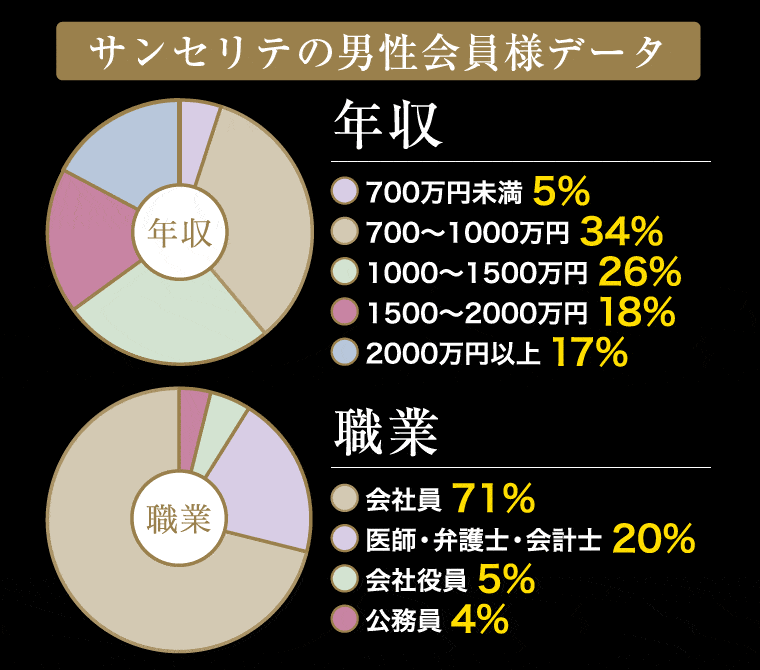 サンセリテの男性会員様データ
年収
年収
700万円未満 5%
700〜1000万円 34%
1000〜1500万円 26%
1500〜2000万円 18%
2000万円以上 17%
職業
職業
会社員 71%
医師・弁護士・会計士 20%
会社役員 5%
公務員 4%